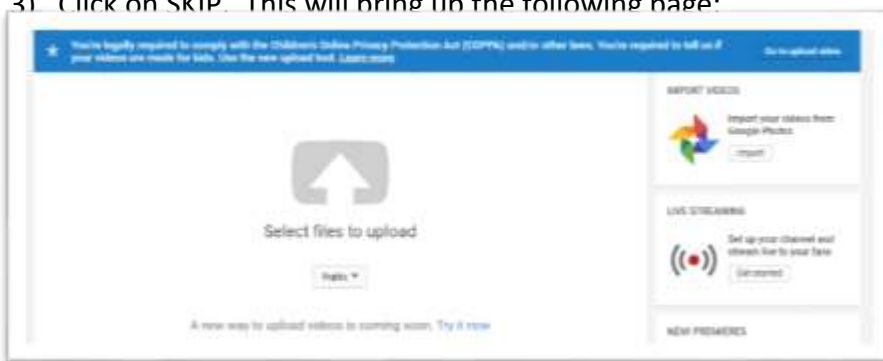 3) Click on SKIP. This will bring up the following page:
You're legally required to comply with the Children's Online Privacy Protection Act (COPPA) and/or other laws. You're required to tell us if
your videos are made for kids. Use the new upload tool. Learn more
Go to upload video
IMPORT VIDEOS
Import your videos from
Google Photos
Import
Select files to upload
Public
LIVE STREAMING
Set up your channel and
stream live to your fans
Get started
A new way to upload videos is coming soon. Try it now
NEW PREMIERES